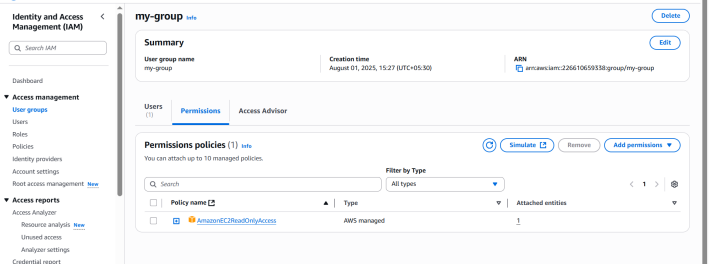 Identity and Access Management (IAM)
Search IAM
Dashboard
Access management
User groups
Users
Roles
Policies
Identity providers
Account settings
Root access management New
Access reports
Access Analyzer
Resource analysis New
Unused access
Analyzer settings
Credential report
my-group Info
Delete
Summary
Edit
User group name
my-group
Creation time
August 01, 2025, 15:27 (UTC+05:30)
ARN
arn:aws:iam::226610659338:group/my-group
Users (1)
Permissions
Access Advisor
Permissions policies (1) Info
Simulate
Remove
Add permissions
You can attach up to 10 managed policies.
Filter by Type
Search
All types
1
Policy name
Type
Attached entities
AmazonEC2ReadOnlyAccess
AWS managed
1